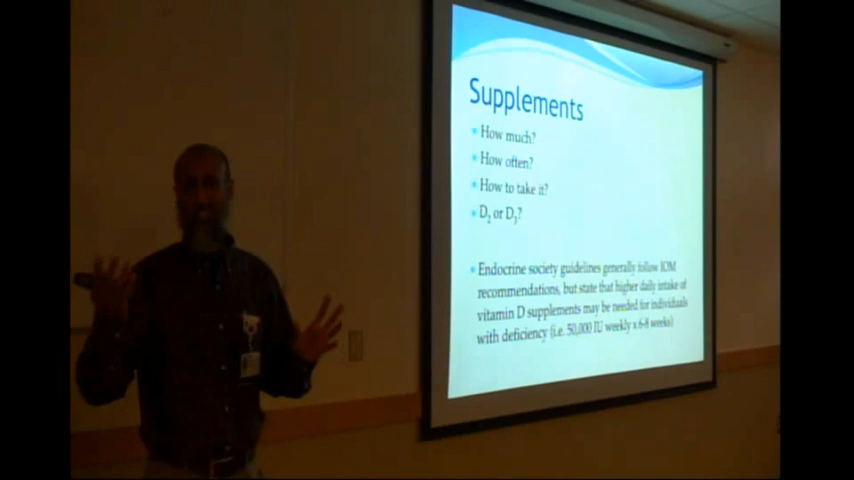 Supplements
How much?
How often?
How to take it?
D₂ or D₃?
Endocrine society guidelines generally follow IOM
recommendations, but state that higher daily intake of
vitamin D supplements may be needed for individuals
with deficiency (i.e. 50,000 IU weekly x 6-8 weeks)